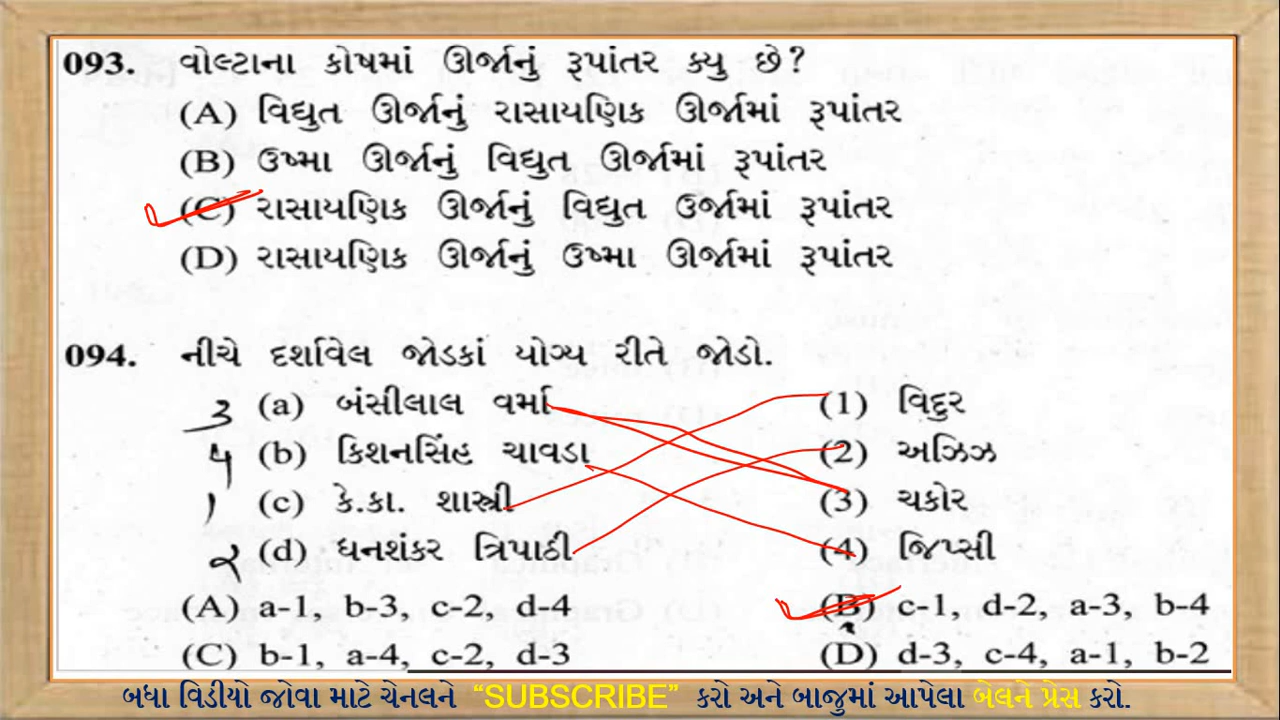 093. વોલ્ટાના કોષમાં ઊર્જાનું રૂપાંતર ક્યુ છે?
(A) વિદ્યુત ઊર્જાનું રાસાયણિક ઊર્જામાં રૂપાંતર
(B) ઉષ્મા ઊર્જાનું વિદ્યુત ઊર્જામાં રૂપાંતર
(C) રાસાયણિક ઊર્જાનું વિદ્યુત ઉર્જામાં રૂપાંતર
(D) રાસાયણિક ઊર્જાનું ઉષ્મા ઊર્જામાં રૂપાંતર
094. નીચે દર્શાવેલ જોડકાં યોગ્ય રીતે જોડો.
૩ (a) બંસીલાલ વર્મા (1) વિદુર
૫ (b) કિશનસિંહ ચાવડા (2) અઝિઝ
૧ (c) કે.કા. શાસ્ત્રી (3) ચકોર
૨ (d) ધનશંકર ત્રિપાઠી (4) જિપ્સી
(A) a-1, b-3, c-2, d-4 (B) c-1, d-2, a-3, b-4
(C) b-1, a-4, c-2, d-3 (D) d-3, c-4, a-1, b-2
બધા વિડીયો જોવા માટે ચેનલને “SUBSCRIBE” કરો અને બાજુમાં આપેલા બેલને પ્રેસ કરો.